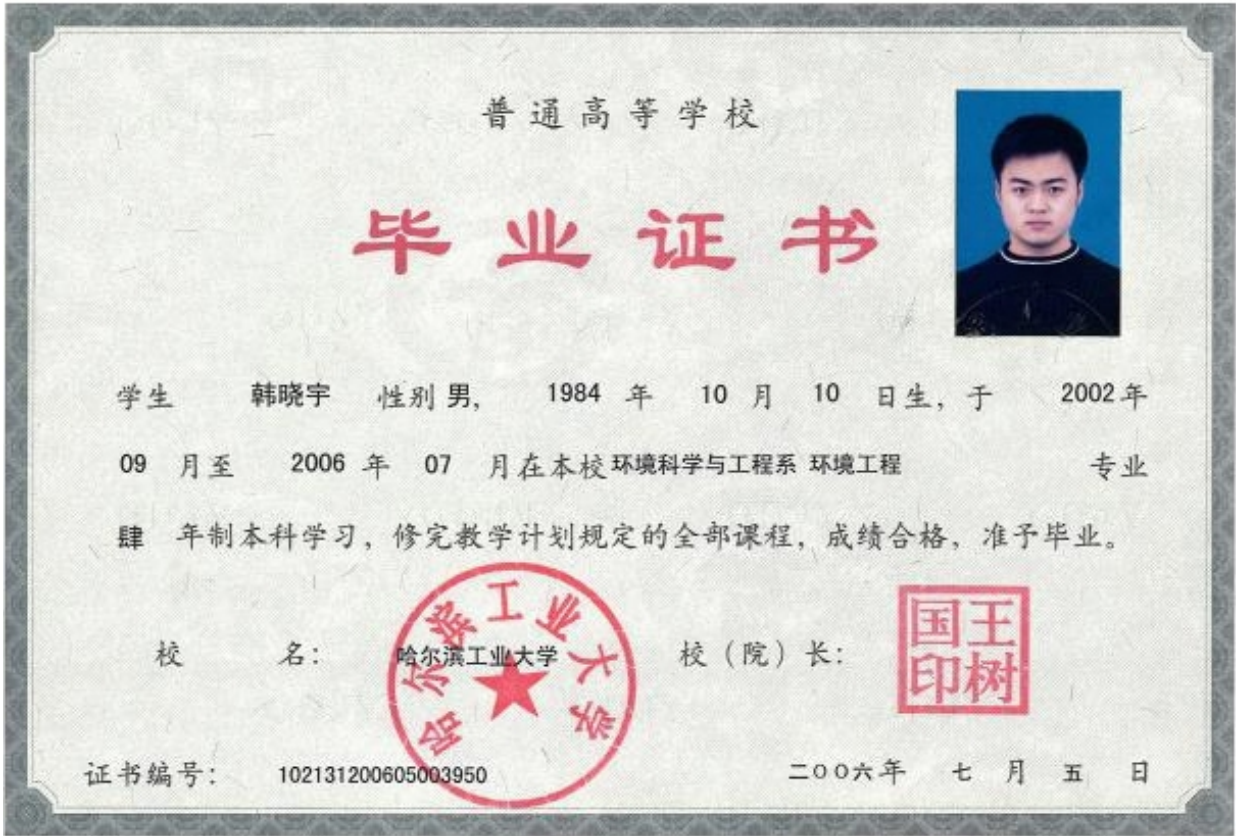 普通高等学校
毕业证书
学生 韩晓宇 性别 男, 1984 年 10 月 10 日生, 于 2002 年
09 月至 2006 年 07 月在本校 环境科学与工程系 环境工程 专业
肆 年制本科学习, 修完教学计划规定的全部课程, 成绩合格, 准予毕业。
校 名: 哈尔滨工业大学 校（院）长:
哈尔滨工业大学
王树国印
证书编号: 102131200605003950 二〇〇六年 七 月 五 日